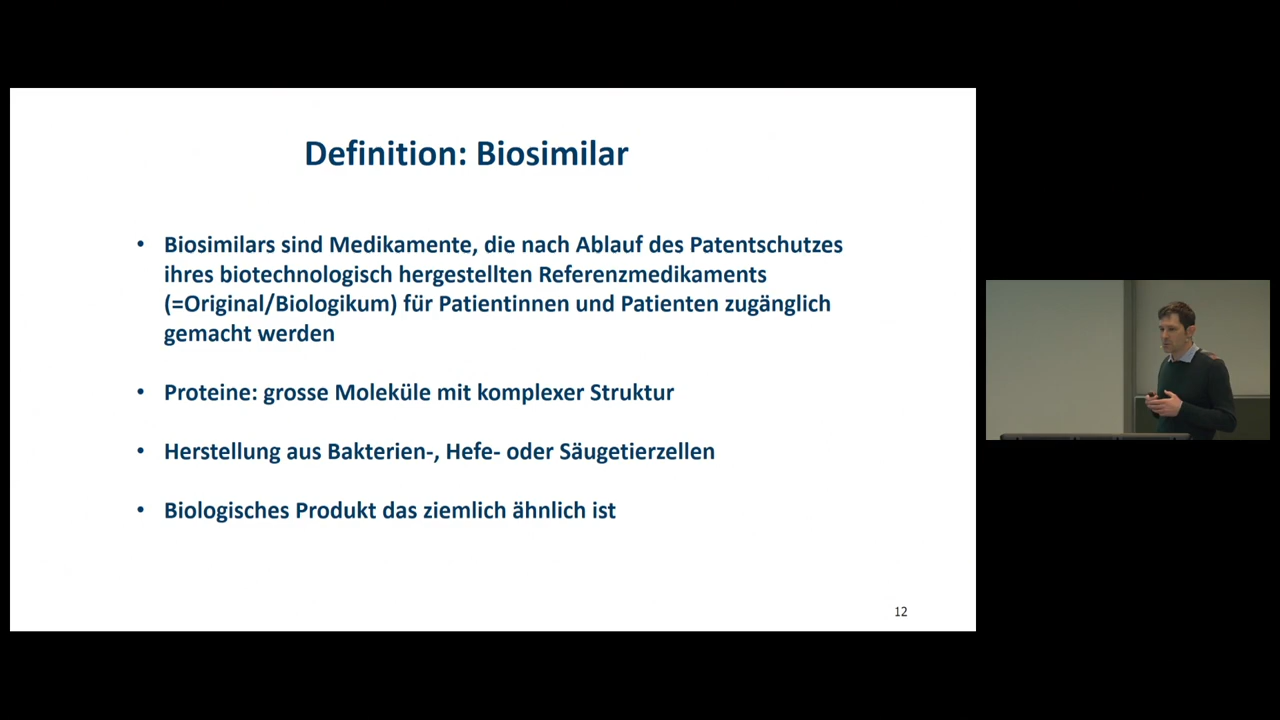 Definition: Biosimilar
• Biosimilars sind Medikamente, die nach Ablauf des Patentschutzes
ihres biotechnologisch hergestellten Referenzmedikaments
(=Original/Biologikum) für Patientinnen und Patienten zugänglich
gemacht werden
• Proteine: grosse Moleküle mit komplexer Struktur
• Herstellung aus Bakterien-, Hefe- oder Säugetierzellen
• Biologisches Produkt das ziemlich ähnlich ist
12